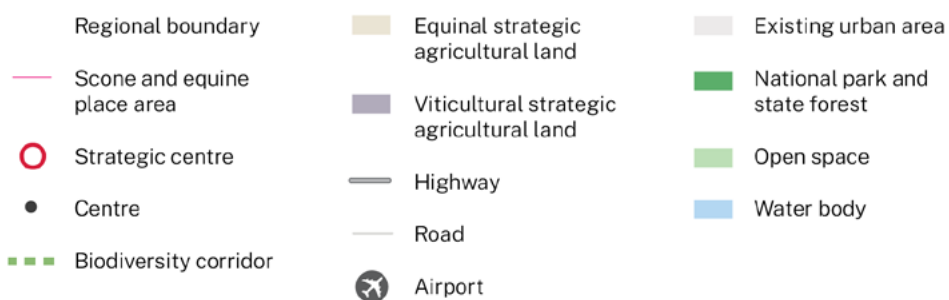 Regional boundary
Scone and equine
place area
Strategic centre
Centre
Biodiversity corridor
Equinal strategic
agricultural land
Viticultural strategic
agricultural land
Highway
Road
Airport
Existing urban area
National park and
state forest
Open space
Water body